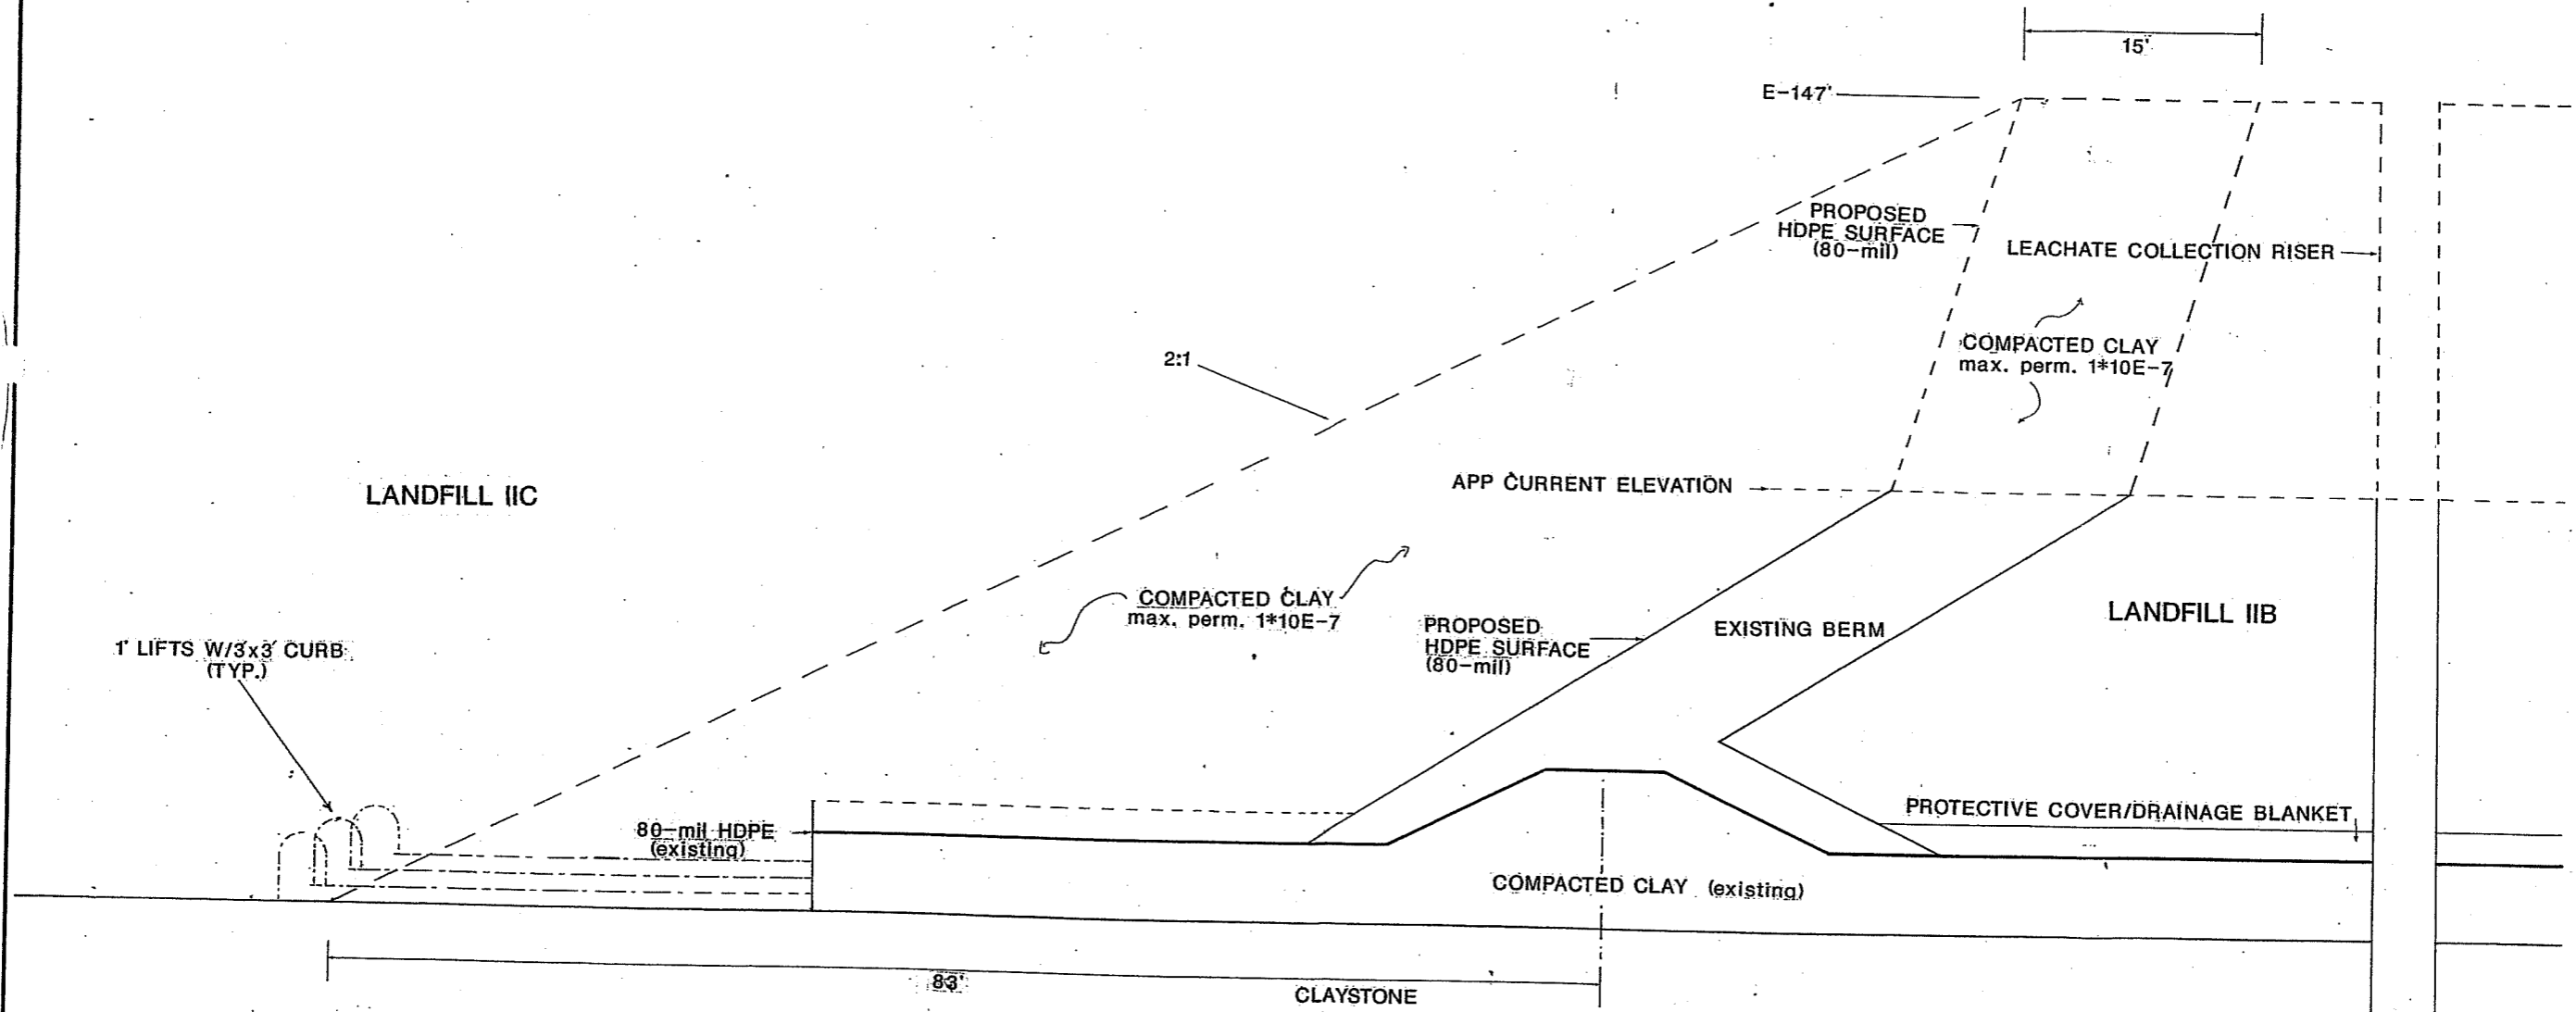 15'
E-147'
PROPOSED
HDPE SURFACE
(80-mil)
LEACHATE COLLECTION RISER
2:1
COMPACTED CLAY
max. perm. 1*10E-7
LANDFILL IIC
APP CURRENT ELEVATION
COMPACTED CLAY
max. perm. 1*10E-7
PROPOSED
HDPE SURFACE
(80-mil)
EXISTING BERM
LANDFILL IIB
1' LIFTS W/3'x3' CURB
(TYP.)
80-mil HDPE
(existing)
PROTECTIVE COVER/DRAINAGE BLANKET
COMPACTED CLAY (existing)
83'
CLAYSTONE